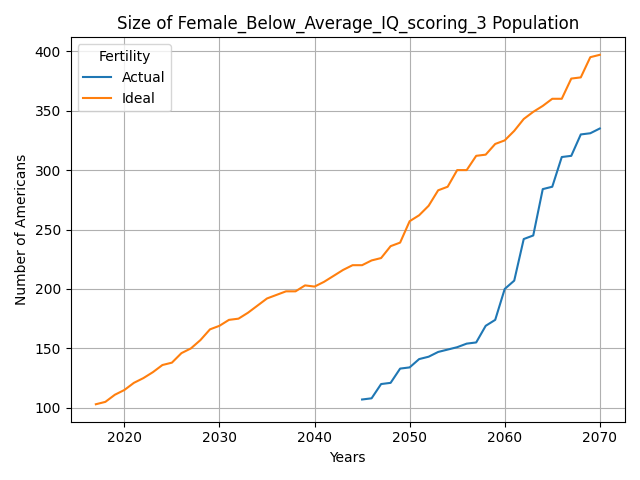 Size of Female_Below_Average_IQ_scoring_3 Population
Fertility
Actual
Ideal
Number of Americans
400
350
300
250
200
150
100
2020
2030
2040
2050
2060
2070
Years